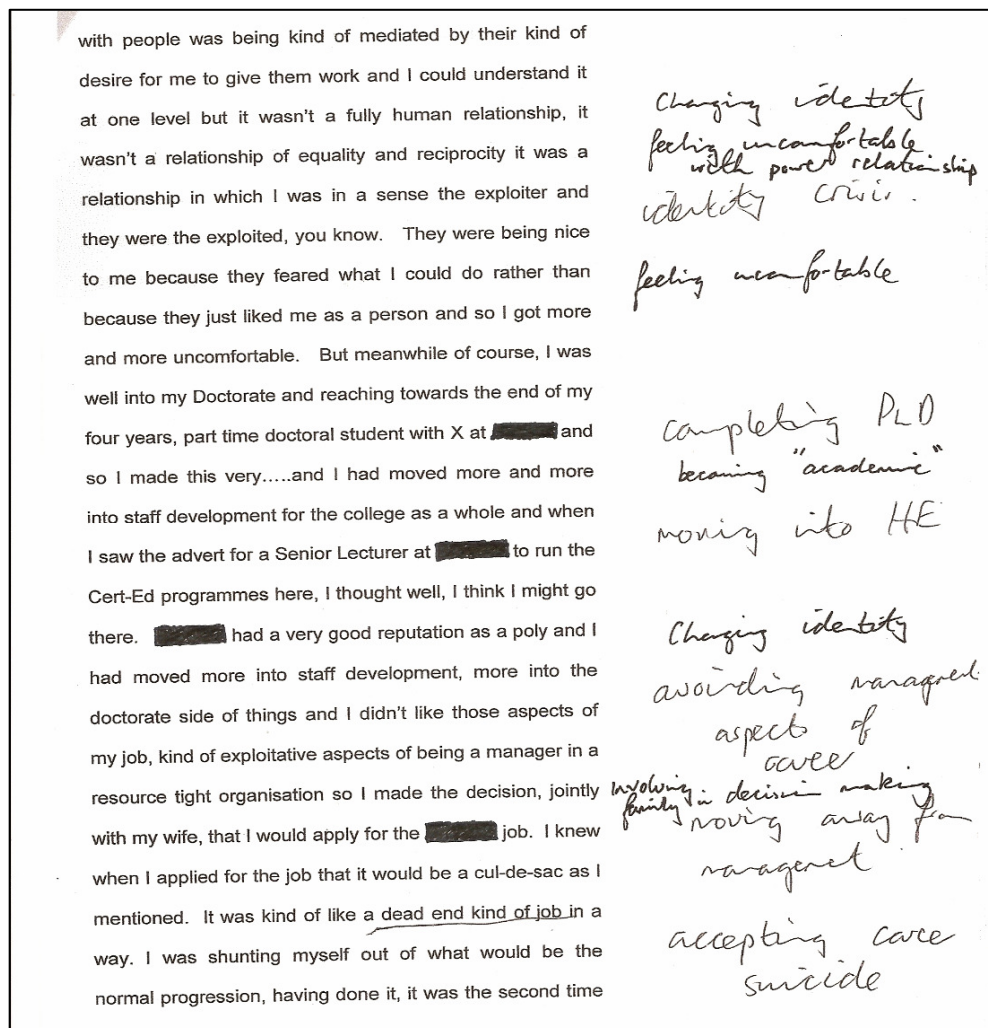 with people was being kind of mediated by their kind of
desire for me to give them work and I could understand it
at one level but it wasn't a fully human relationship, it
wasn't a relationship of equality and reciprocity it was a
relationship in which I was in a sense the exploiter and
they were the exploited, you know. They were being nice
to me because they feared what I could do rather than
because they just liked me as a person and so I got more
and more uncomfortable. But meanwhile of course, I was
well into my Doctorate and reaching towards the end of my
four years, part time doctoral student with X at and
so I made this very.....and I had moved more and more
into staff development for the college as a whole and when
I saw the advert for a Senior Lecturer at to run the
Cert-Ed programmes here, I thought well, I think I might go
there. had a very good reputation as a poly and I
had moved more into staff development, more into the
doctorate side of things and I didn't like those aspects of
my job, kind of exploitative aspects of being a manager in a
resource tight organisation so I made the decision, jointly
with my wife, that I would apply for the job. I knew
when I applied for the job that it would be a cul-de-sac as I
mentioned. It was kind of like a dead end kind of job in a
way. I was shunting myself out of what would be the
normal progression, having done it, it was the second time
Changing identity
feeling uncomfortable
with power relationship
identity crisis.
feeling uncomfortable
completing PhD
becoming "academic"
moving into HE
Changing identity
avoiding management
aspects of
career
Involving
family in decision making
moving away from
management
accepting career
suicide